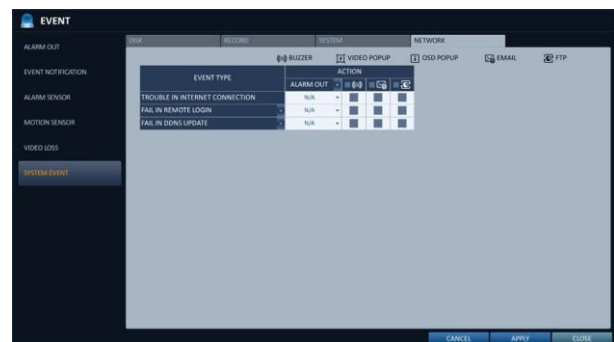 EVENT
ALARM OUT
EVENT NOTIFICATION
ALARM SENSOR
MOTION SENSOR
VIDEO LOSS
SYSTEM EVENT
DISK RECORD SYSTEM NETWORK
BUZZER VIDEO POPUP OSD POPUP EMAIL FTP
EVENT TYPE ACTION
ALARM OUT
TROUBLE IN INTERNET CONNECTION N/A
FAIL IN REMOTE LOGIN N/A
FAIL IN DDNS UPDATE N/A
CANCEL APPLY CLOSE